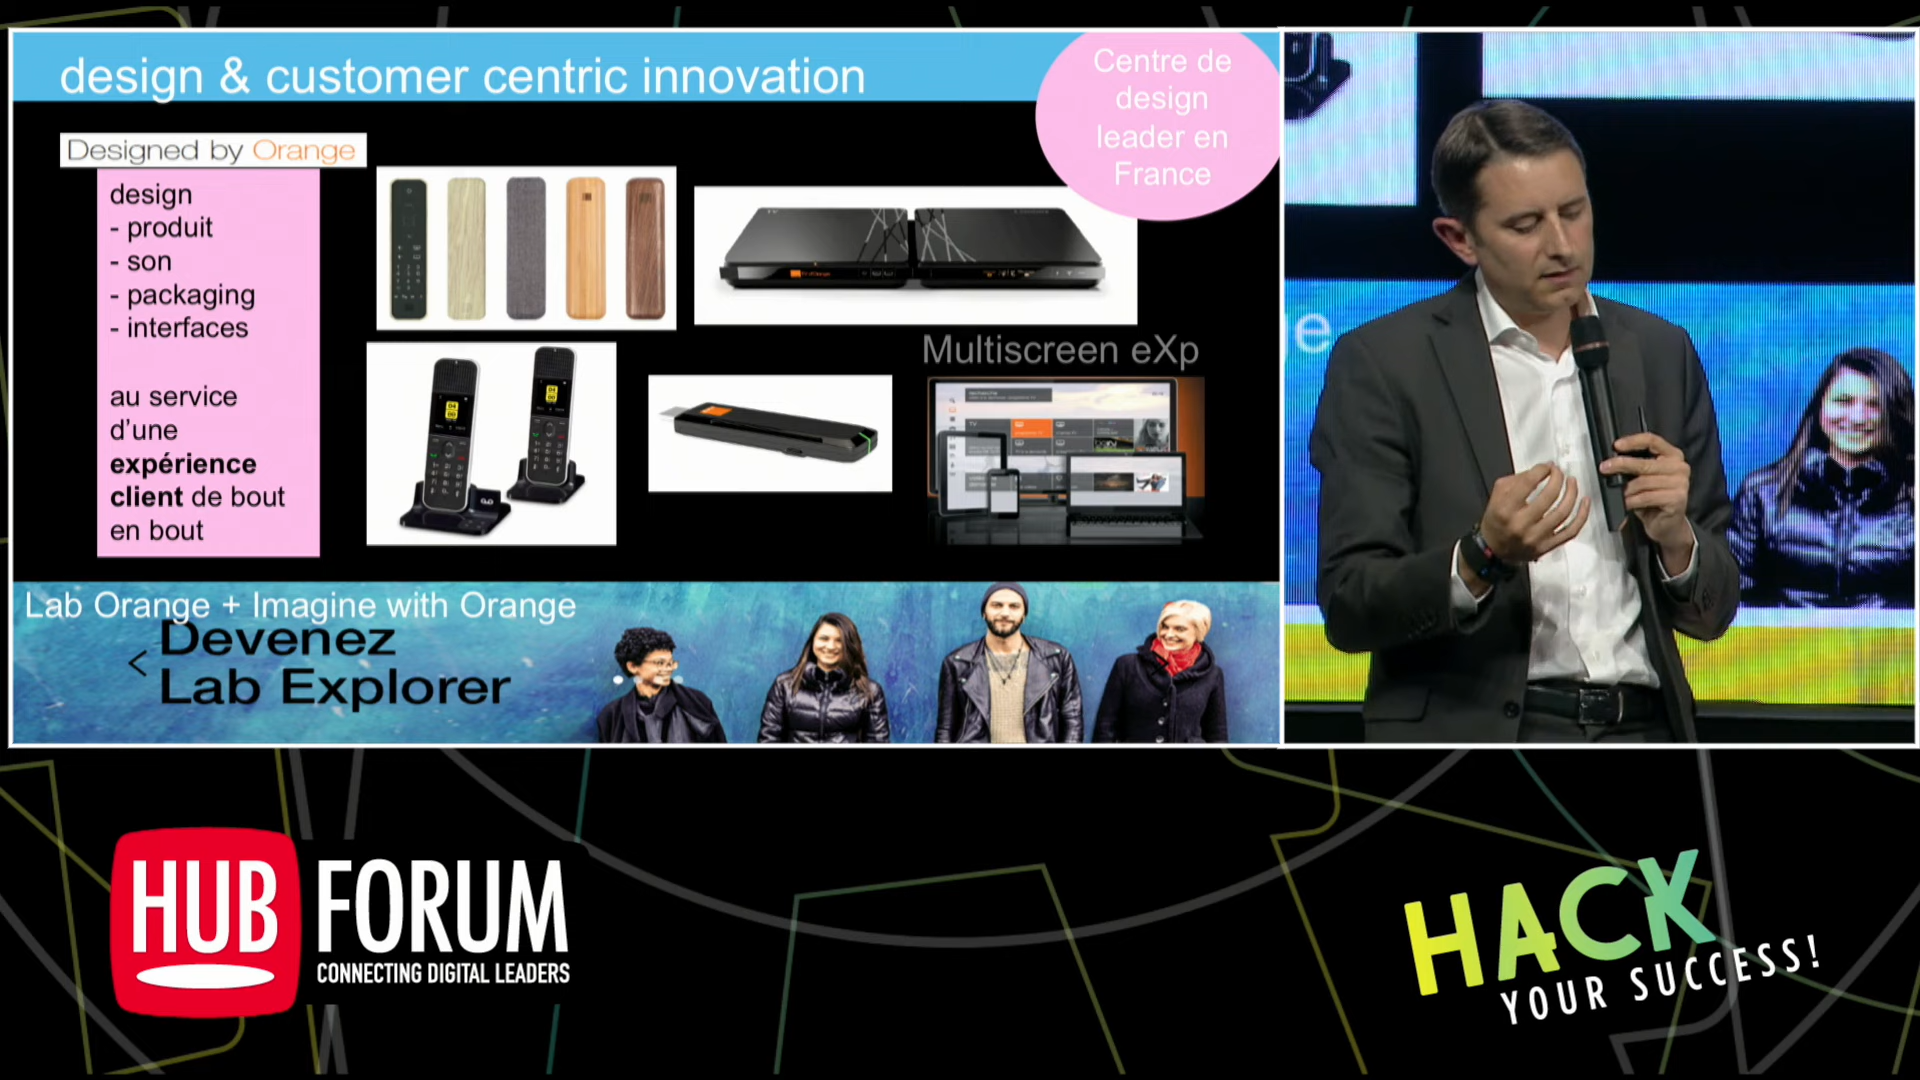 design & customer centric innovation
Centre de
design
leader en
France
Designed by Orange
design
- produit
- son
- packaging
- interfaces
au service
d'une
expérience
client de bout
en bout
Multiscreen eXp
Lab Orange + Imagine with Orange
< Devenez
Lab Explorer
ge
HUB FORUM
CONNECTING DIGITAL LEADERS
HACK
YOUR SUCCESS!